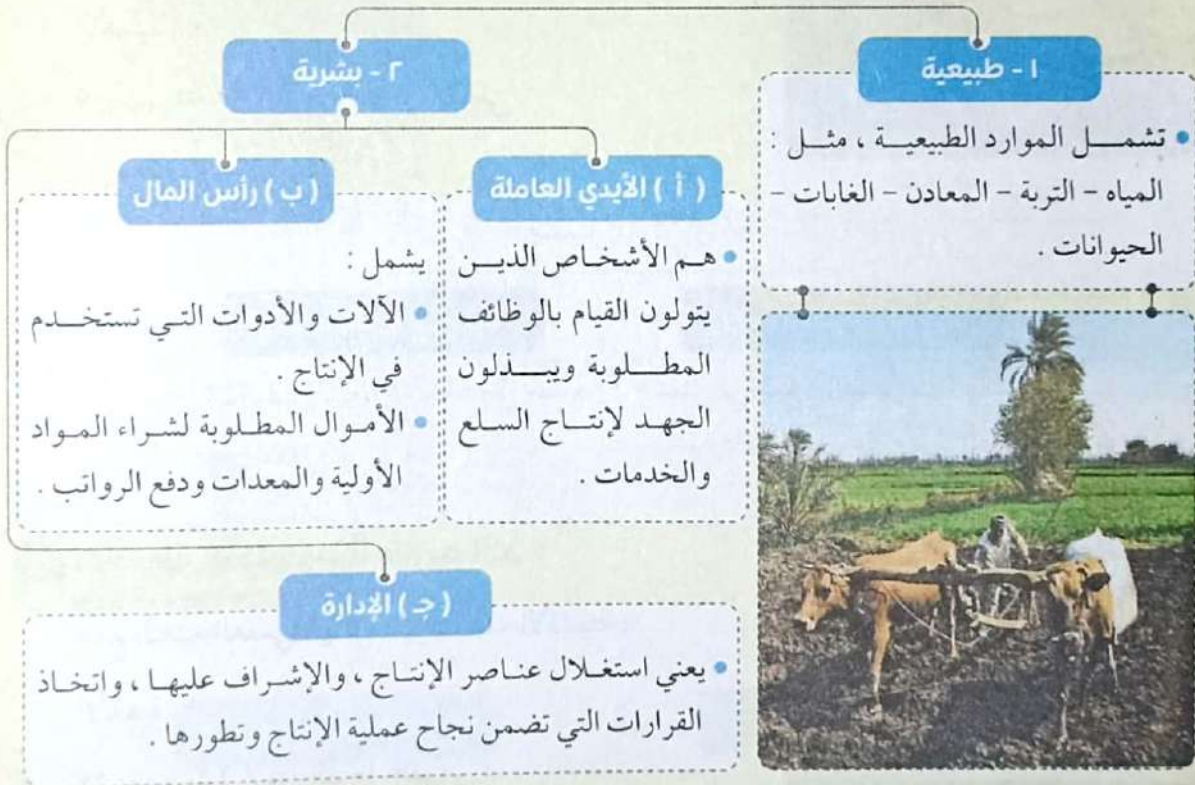 ١ - طبيعية
تشمل الموارد الطبيعية ، مثل :
المياه - التربة - المعادن - الغابات -
الحيوانات .
٢ - بشرية
( أ ) الأيدي العاملة
هم الأشخاص الذين
يتولون القيام بالوظائف
المطلوبة ويبذلون
الجهد لإنتاج السلع
والخدمات .
( ب ) رأس المال
يشمل :
الآلات والأدوات التي تستخدم
في الإنتاج .
الأموال المطلوبة لشراء المواد
الأولية والمعدات ودفع الرواتب .
( جـ ) الإدارة
يعني استغلال عناصر الإنتاج ، والإشراف عليها ، واتخاذ
القرارات التي تضمن نجاح عملية الإنتاج وتطورها .